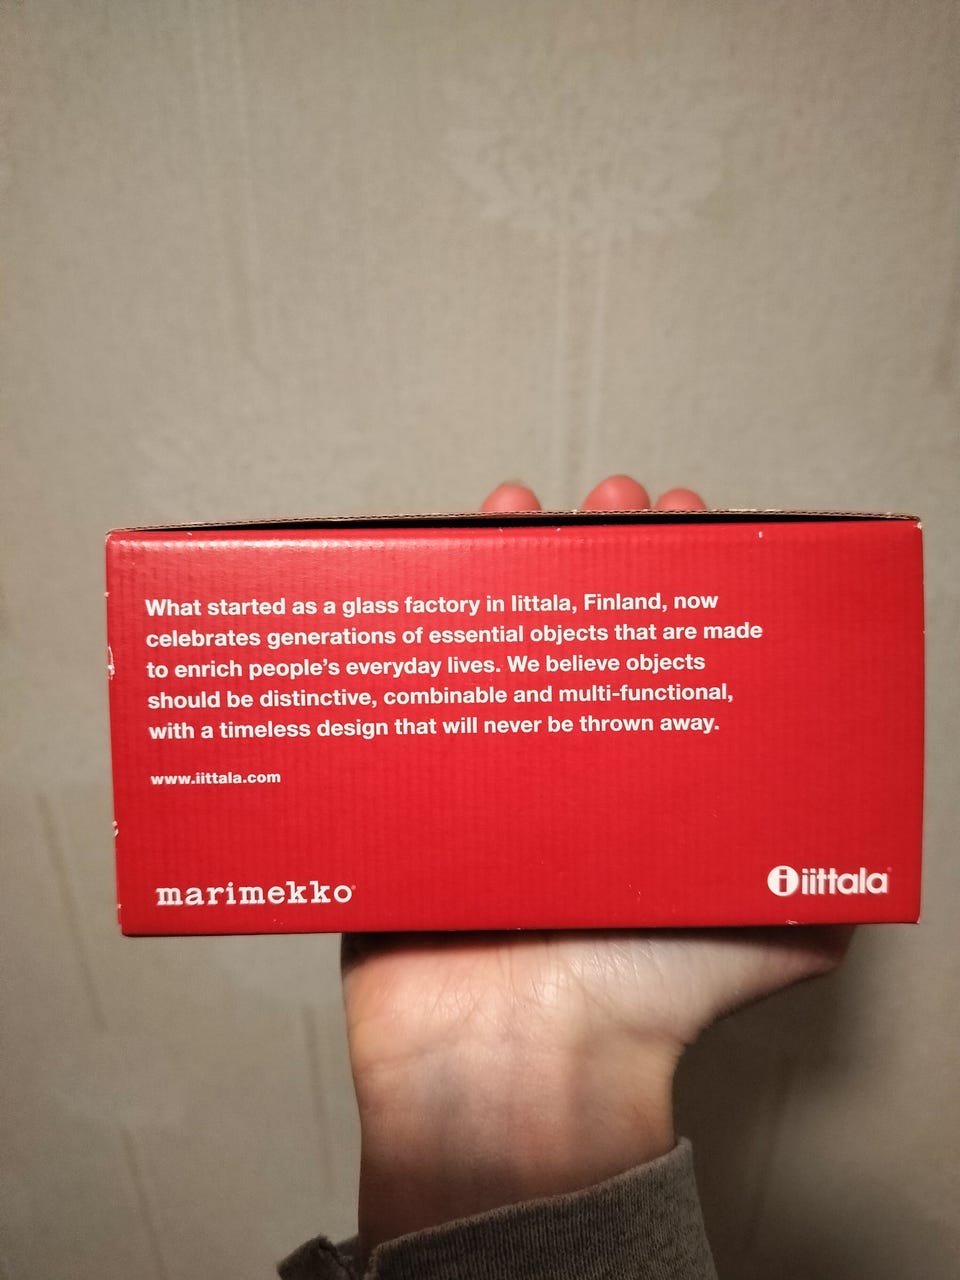 What started as a glass factory in Iittala, Finland, now
celebrates generations of essential objects that are made
to enrich people's everyday lives. We believe objects
should be distinctive, combinable and multi-functional,
with a timeless design that will never be thrown away.
www.iittala.com
marimekko®
i iittala